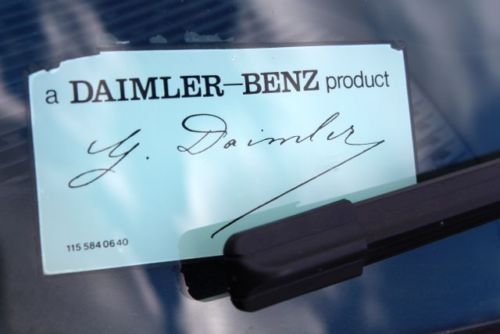 a DAIMLER-BENZ product
G. Daimler
115 584 06 40